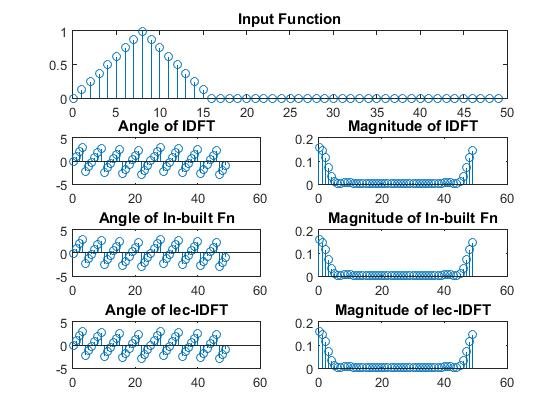 Input Function
1
0.5
0
0 5 10 15 20 25 30 35 40 45 50
Angle of IDFT
5
0
-5
0 20 40 60
Magnitude of IDFT
0.2
0.1
0
0 20 40 60
Angle of In-built Fn
5
0
-5
0 20 40 60
Magnitude of In-built Fn
0.2
0.1
0
0 20 40 60
Angle of lec-IDFT
5
0
-5
0 20 40 60
Magnitude of lec-IDFT
0.2
0.1
0
0 20 40 60